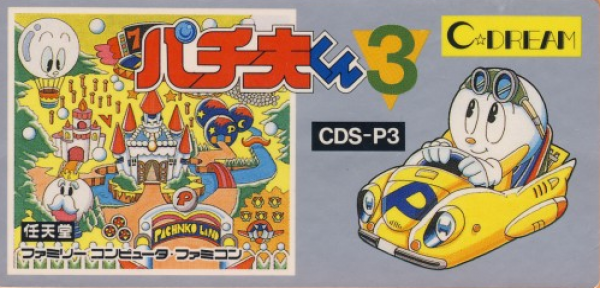 7
パチ夫くん3
C☆DREAM
CDS-P3
P
P
PACHINKO LAND
P
任天堂
ファミリーコンピュータ・ファミコン